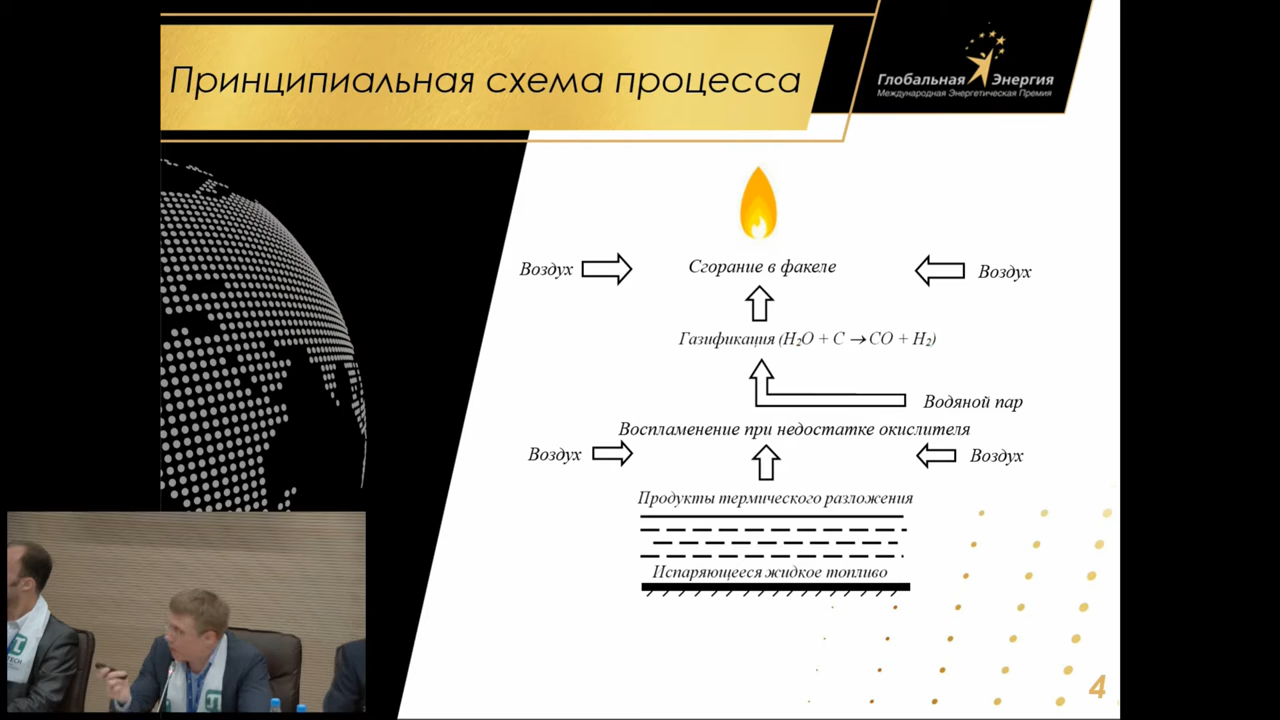 Принципиальная схема процесса
Глобальная Энергия
Международная Энергетическая Премия
Воздух
Сгорание в факеле
Воздух
Газификация (H₂O + C → CO + H₂)
Водяной пар
Воспламенение при недостатке окислителя
Воздух
Воздух
Продукты термического разложения
Испаряющееся жидкое топливо
TECH
4